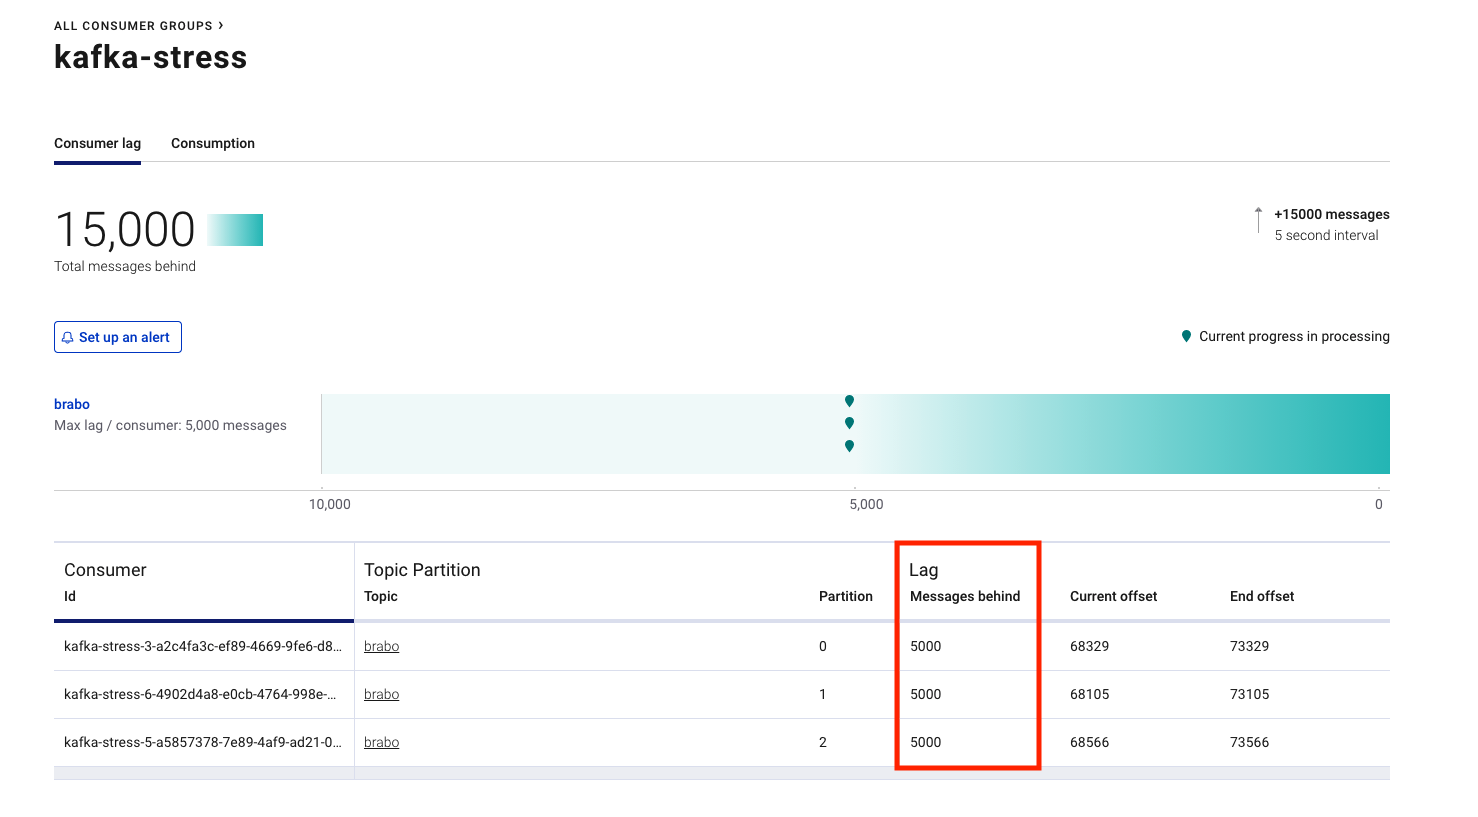 ALL CONSUMER GROUPS ›
kafka-stress
Consumer lag Consumption
15,000
Total messages behind
+15000 messages
5 second interval
Set up an alert
Current progress in processing
brabo
Max lag / consumer: 5,000 messages
10,000 5,000 0
Consumer Topic Partition Lag
Id Topic Partition Messages behind Current offset End offset
kafka-stress-3-a2c4fa3c-ef89-4669-9fe6-d8... brabo 0 5000 68329 73329
kafka-stress-6-4902d4a8-e0cb-4764-998e-... brabo 1 5000 68105 73105
kafka-stress-5-a5857378-7e89-4af9-ad21-0... brabo 2 5000 68566 73566